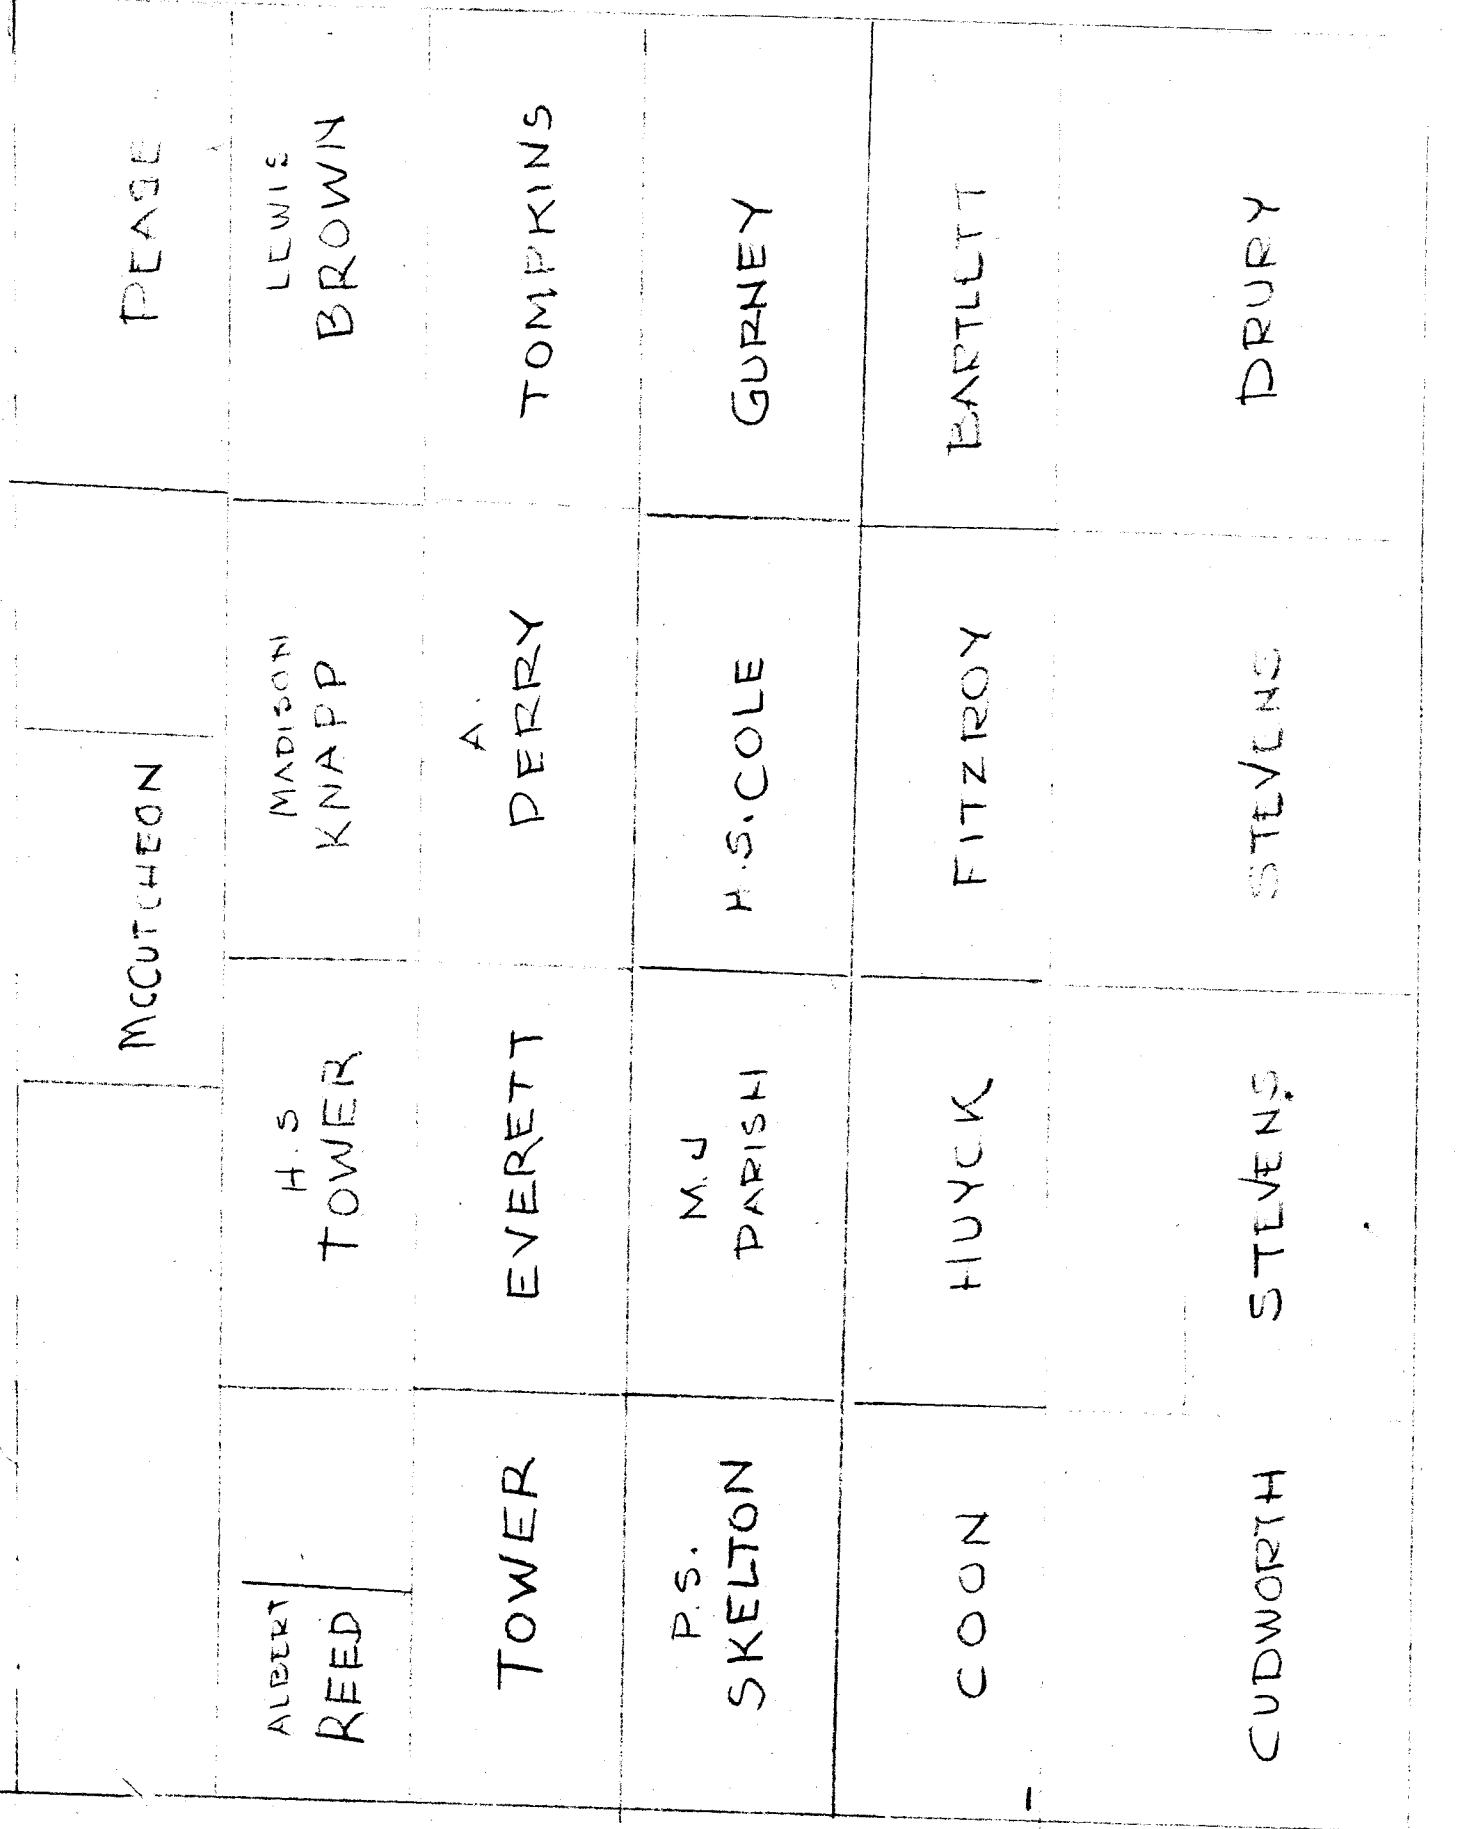 MCCUTCHEON
PEASE
ALBERT
REED
H.S
TOWER
MADISON
KNAPP
LEWIS
BROWN
TOWER
EVERETT
A.
PERRY
TOMPKINS
P.S.
SKELTON
M.J
PARISH
H.S. COLE
GURNEY
COON
HUYCK
FITZROY
BARTLETT
CUDWORTH
STEVENS
STEVENS
DRURY